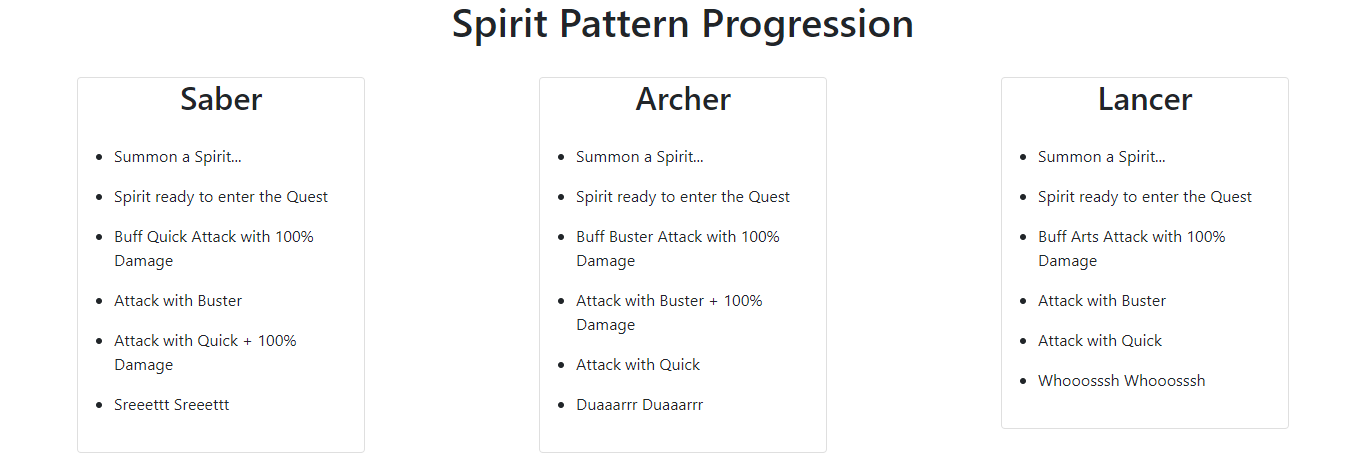 Spirit Pattern Progression
Saber
Summon a Spirit...
Spirit ready to enter the Quest
Buff Quick Attack with 100%
Damage
Attack with Buster
Attack with Quick + 100%
Damage
Sreeettt Sreeettt
Archer
Summon a Spirit...
Spirit ready to enter the Quest
Buff Buster Attack with 100%
Damage
Attack with Buster + 100%
Damage
Attack with Quick
Duaaarrr Duaaarrr
Lancer
Summon a Spirit...
Spirit ready to enter the Quest
Buff Arts Attack with 100%
Damage
Attack with Buster
Attack with Quick
Whooosssh Whooosssh